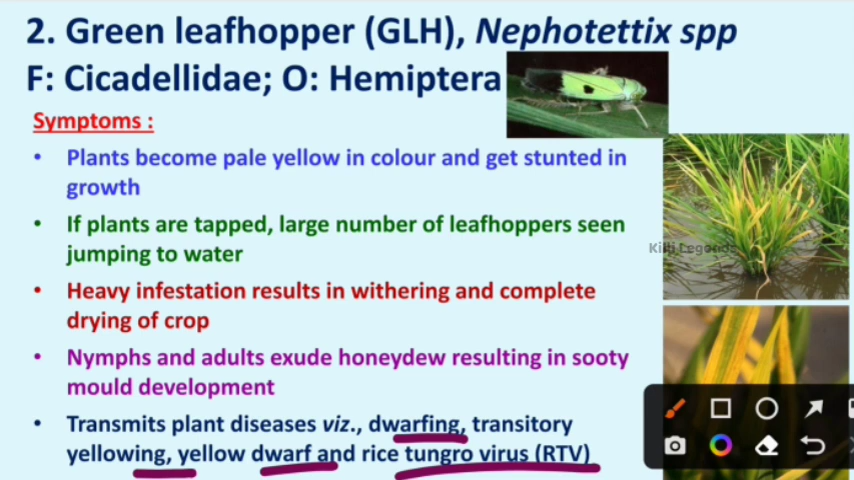 2. Green leafhopper (GLH), Nephotettix spp
F: Cicadellidae; O: Hemiptera
Symptoms :
• Plants become pale yellow in colour and get stunted in
growth
• If plants are tapped, large number of leafhoppers seen
jumping to water
• Heavy infestation results in withering and complete
drying of crop
• Nymphs and adults exude honeydew resulting in sooty
mould development
• Transmits plant diseases viz., dwarfing, transitory
yellowing, yellow dwarf and rice tungro virus (RTV)